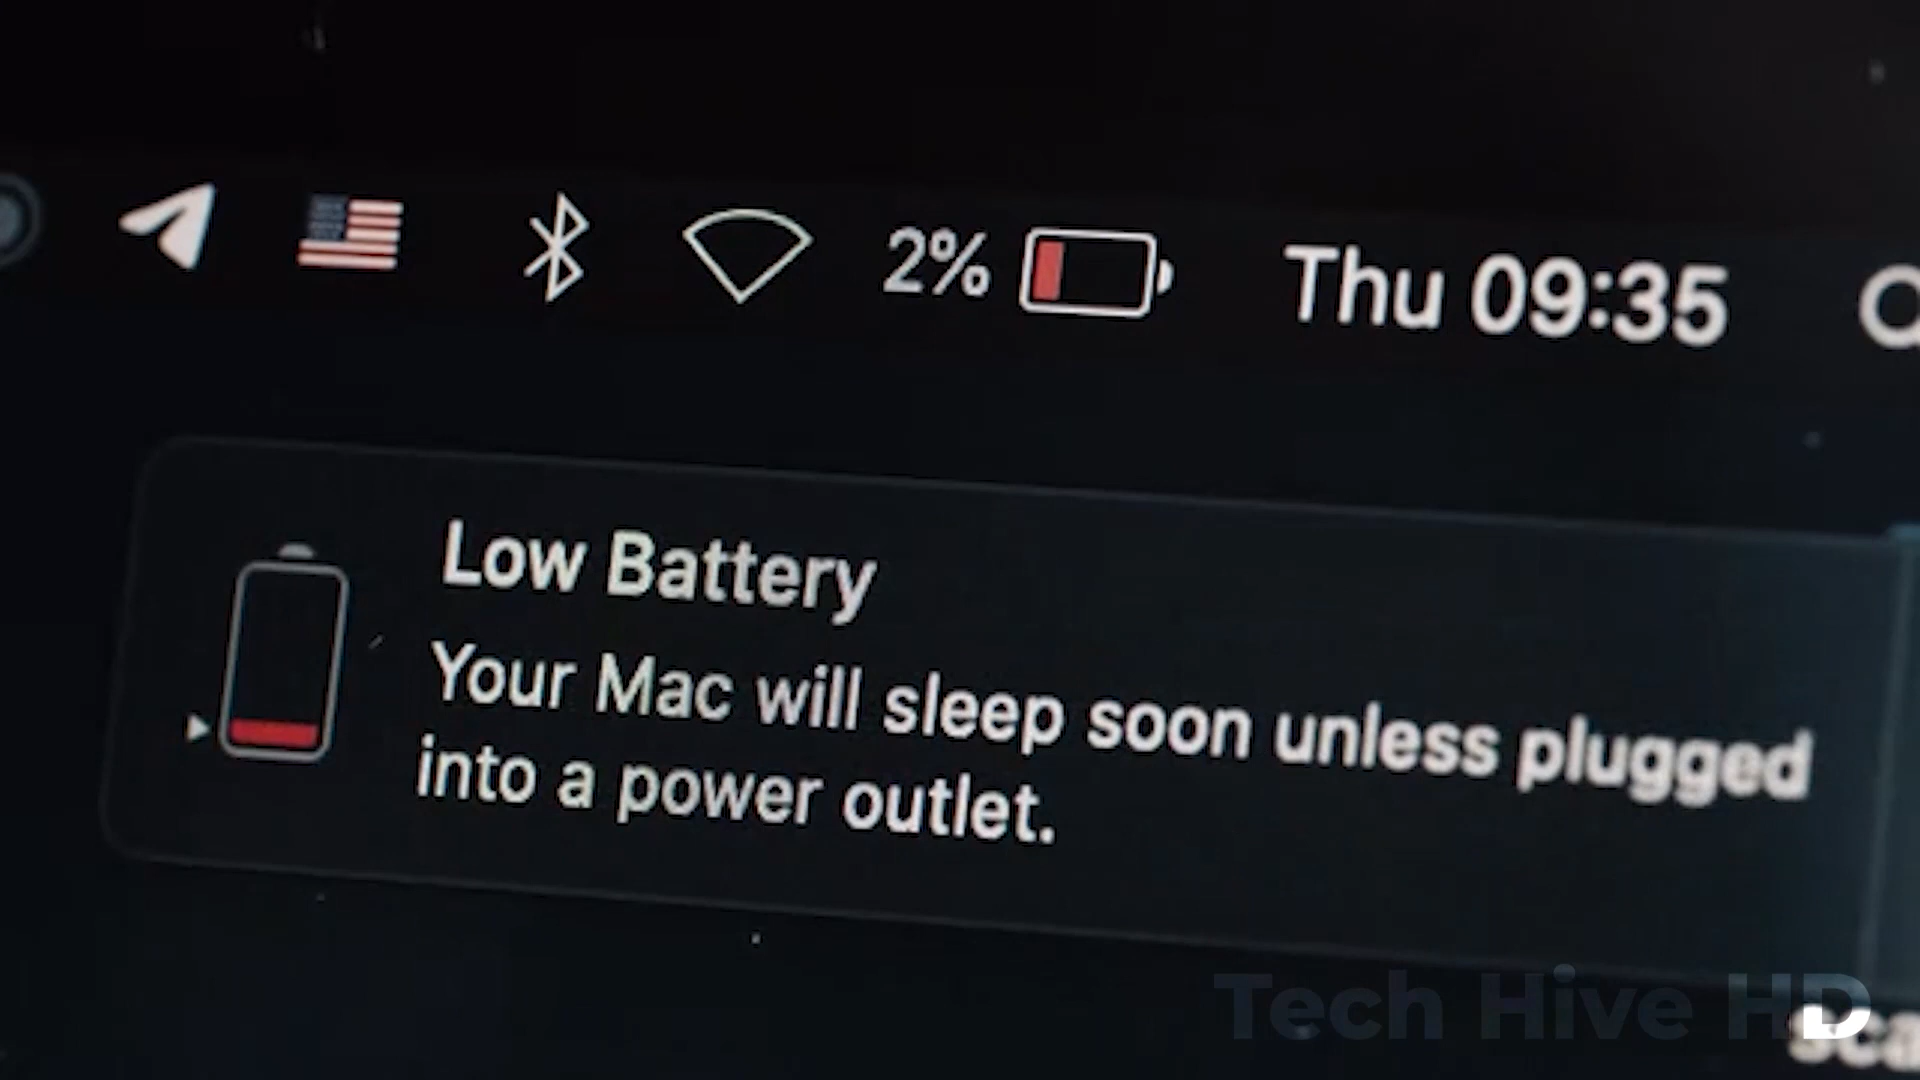 2% Thu 09:35
Low Battery
Your Mac will sleep soon unless plugged
into a power outlet.
Tech Hive HD
sca